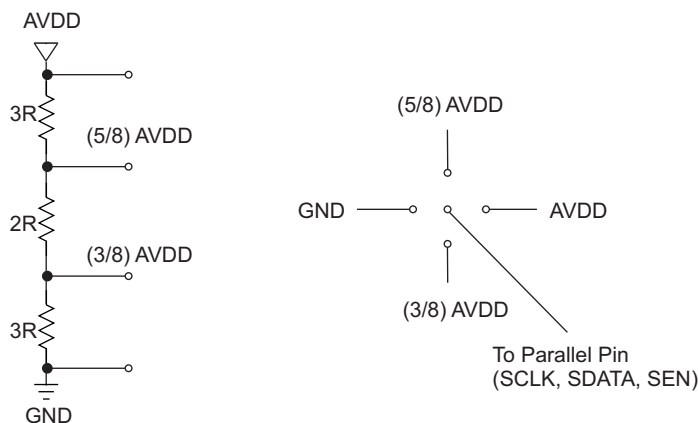 AVDD
3R
(5/8) AVDD
2R
(3/8) AVDD
3R
GND
(5/8) AVDD
GND
AVDD
(3/8) AVDD
To Parallel Pin
(SCLK, SDATA, SEN)